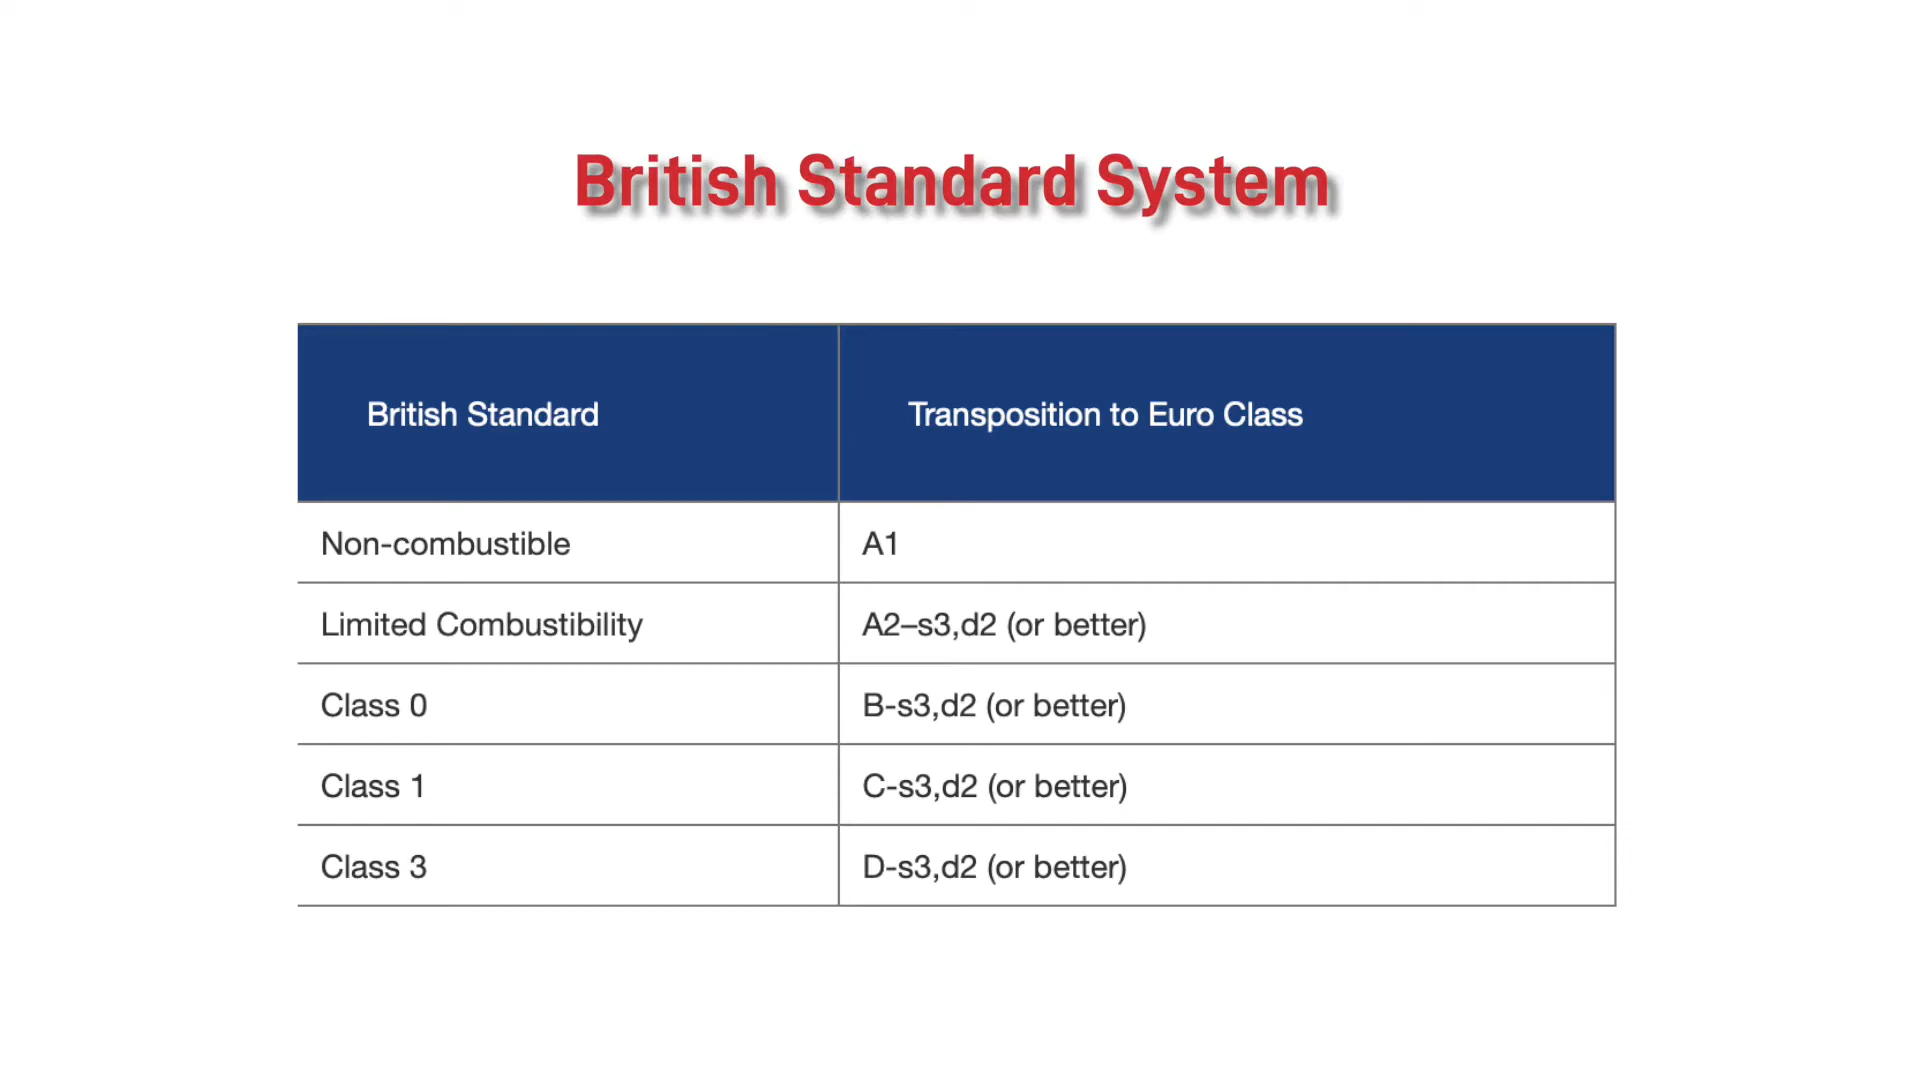 British Standard System
British Standard Transposition to Euro Class
Non-combustible A1
Limited Combustibility A2–s3,d2 (or better)
Class 0 B-s3,d2 (or better)
Class 1 C-s3,d2 (or better)
Class 3 D-s3,d2 (or better)